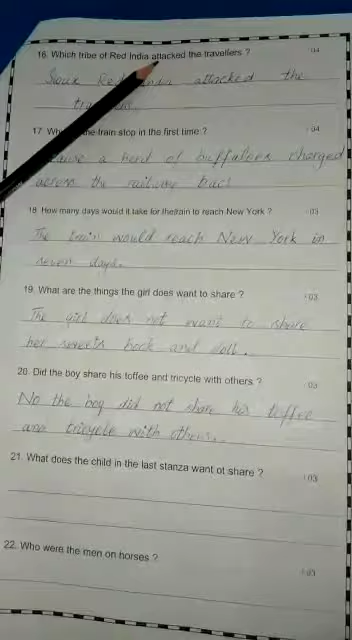 16. Which tribe of Red India attacked the travellers ? 04
Sioux Red India attacked the
17 the train stop in the first time ? 04
a herd of buffaloes charged
across the railway
18. How many days would it take for thetrain to reach New York ? 03
The train would reach New York in
seven days.
19. What are the things the girl does want to share ? 03
The girl does not want to share
her sweets book and doll.
20. Did the boy share his toffee and tricycle with others ? 03
No the boy did not share his toffee
and tricycle with others.
21. What does the child in the last stanza want ot share ? 03
22. Who were the men on horses ? 03